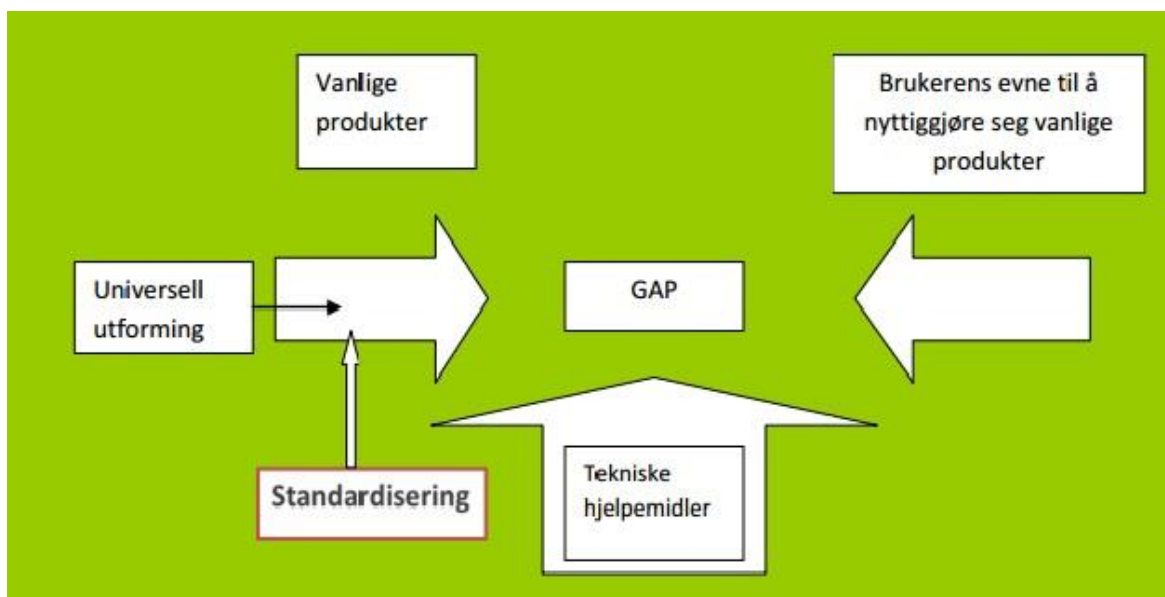 Vanlige
produkter
Brukerens evne til å
nyttiggjøre seg vanlige
produkter
Universell
utforming
GAP
Standardisering
Tekniske
hjelpemidler